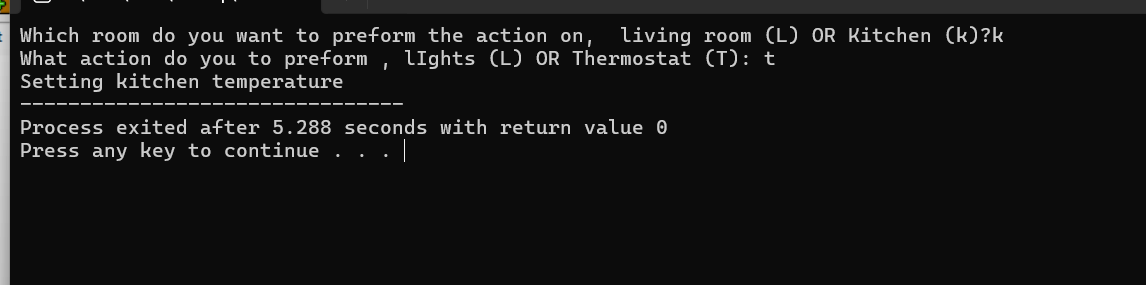 Which room do you want to preform the action on,  living room (L) OR Kitchen (k)?k
What action do you to preform , lIghts (L) OR Thermostat (T): t
Setting kitchen temperature
--------------------------------
Process exited after 5.288 seconds with return value 0
Press any key to continue . . .